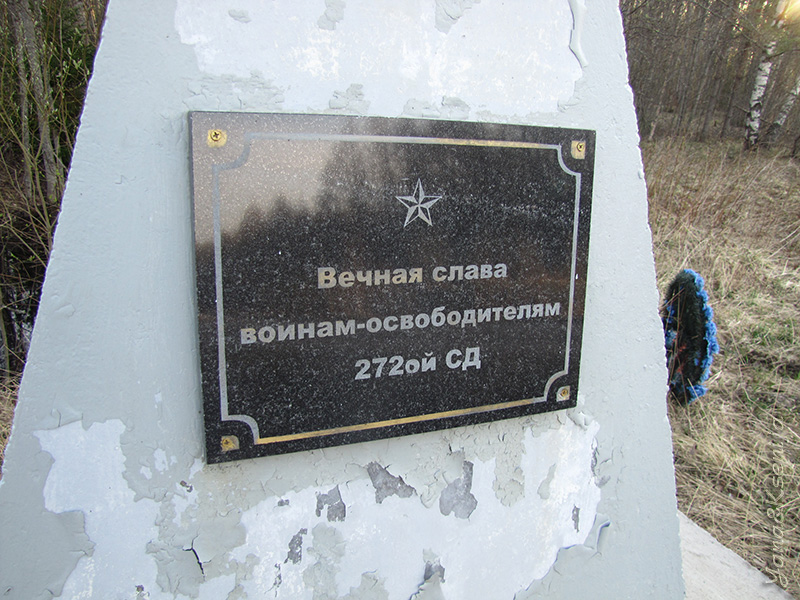 Вечная слава
воинам-освободителям
272ой СД